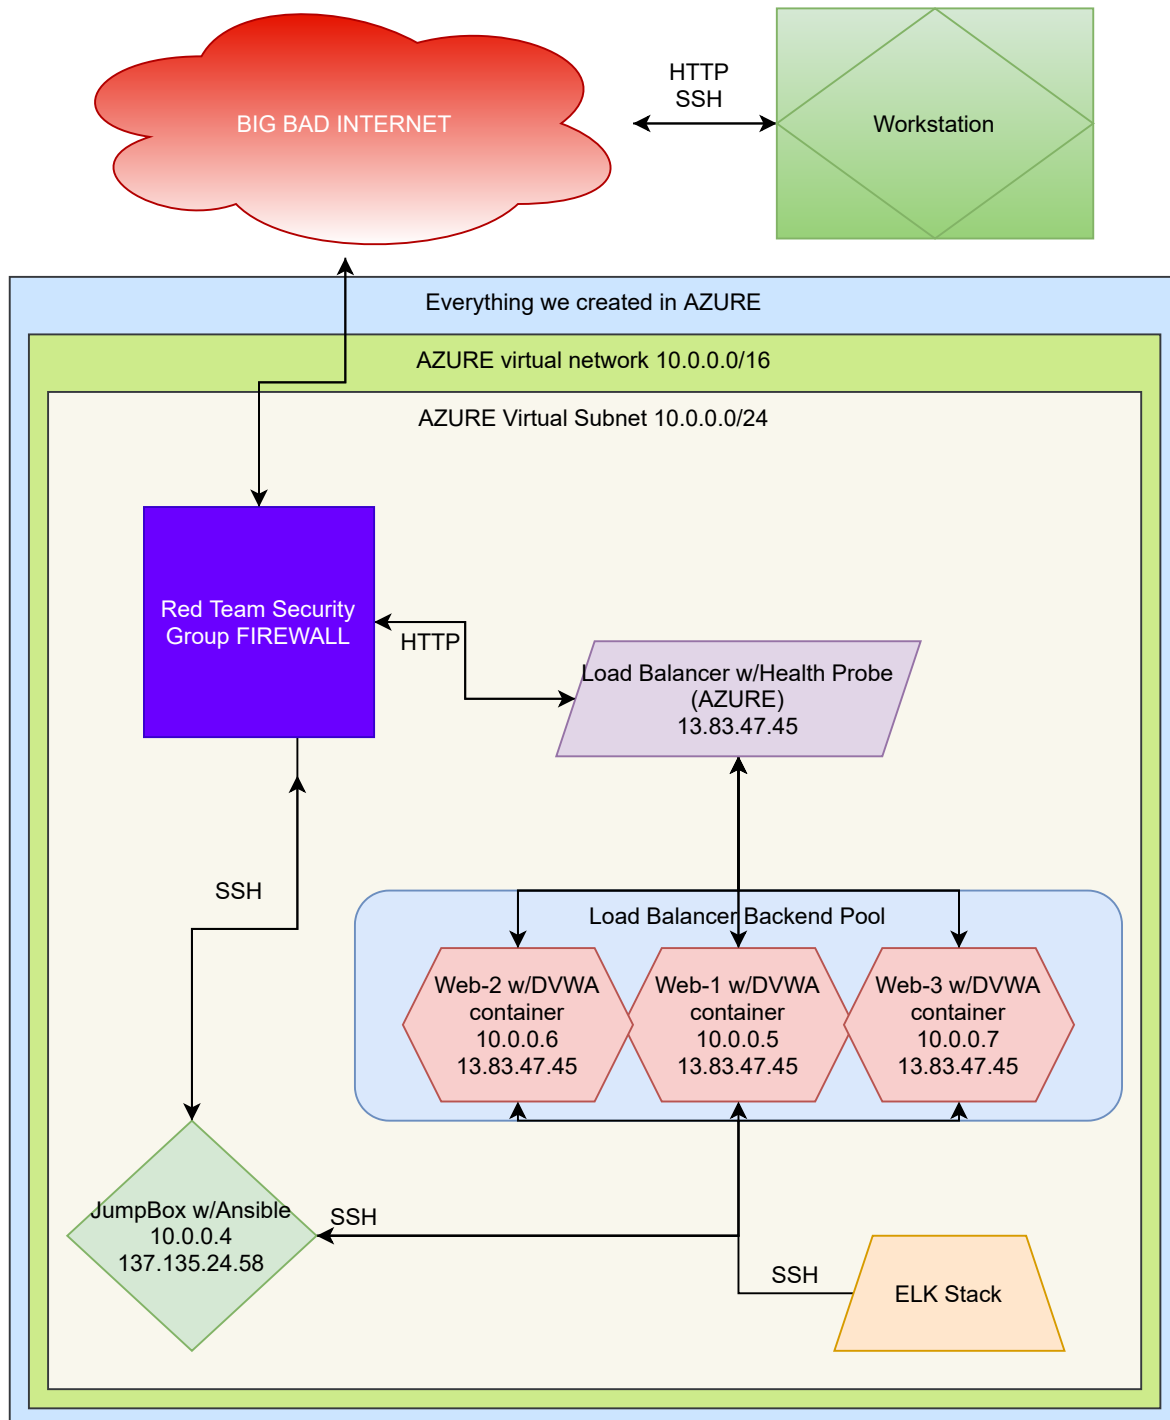 BIG BAD INTERNET
HTTP
SSH
Workstation
Everything we created in AZURE
AZURE virtual network 10.0.0.0/16
AZURE Virtual Subnet 10.0.0.0/24
Red Team Security
Group FIREWALL
HTTP
Load Balancer w/Health Probe
(AZURE)
13.83.47.45
SSH
Load Balancer Backend Pool
Web-2 w/DVWA
container
10.0.0.6
13.83.47.45
Web-1 w/DVWA
container
10.0.0.5
13.83.47.45
Web-3 w/DVWA
container
10.0.0.7
13.83.47.45
JumpBox w/Ansible
10.0.0.4
137.135.24.58
SSH
SSH
ELK Stack